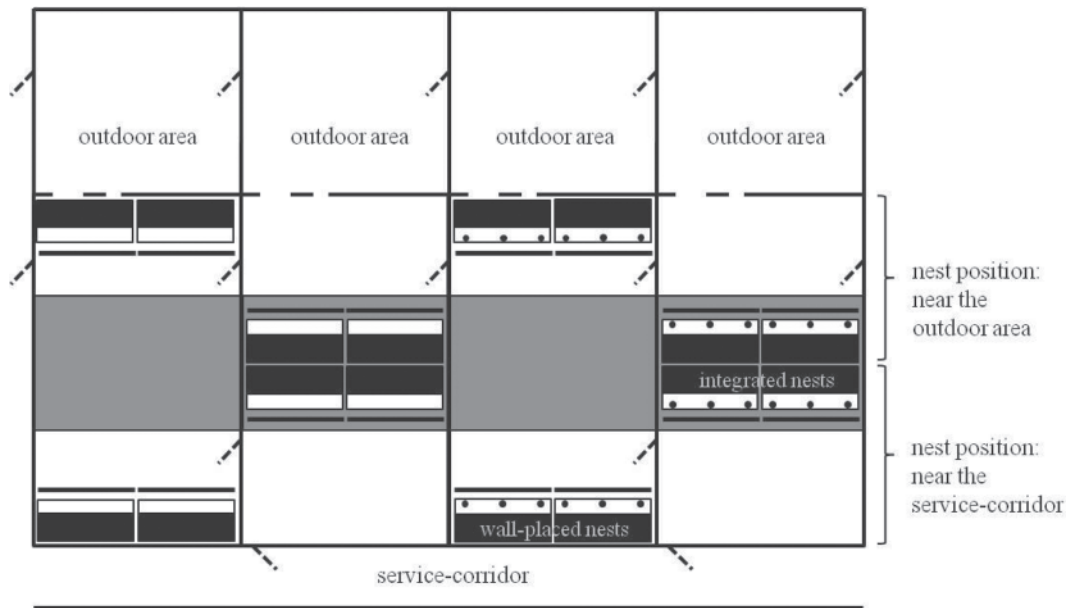 outdoor area
outdoor area
outdoor area
outdoor area
nest position:
near the
outdoor area
integrated nests
nest position:
near the
service-corridor
wall-placed nests
service-corridor